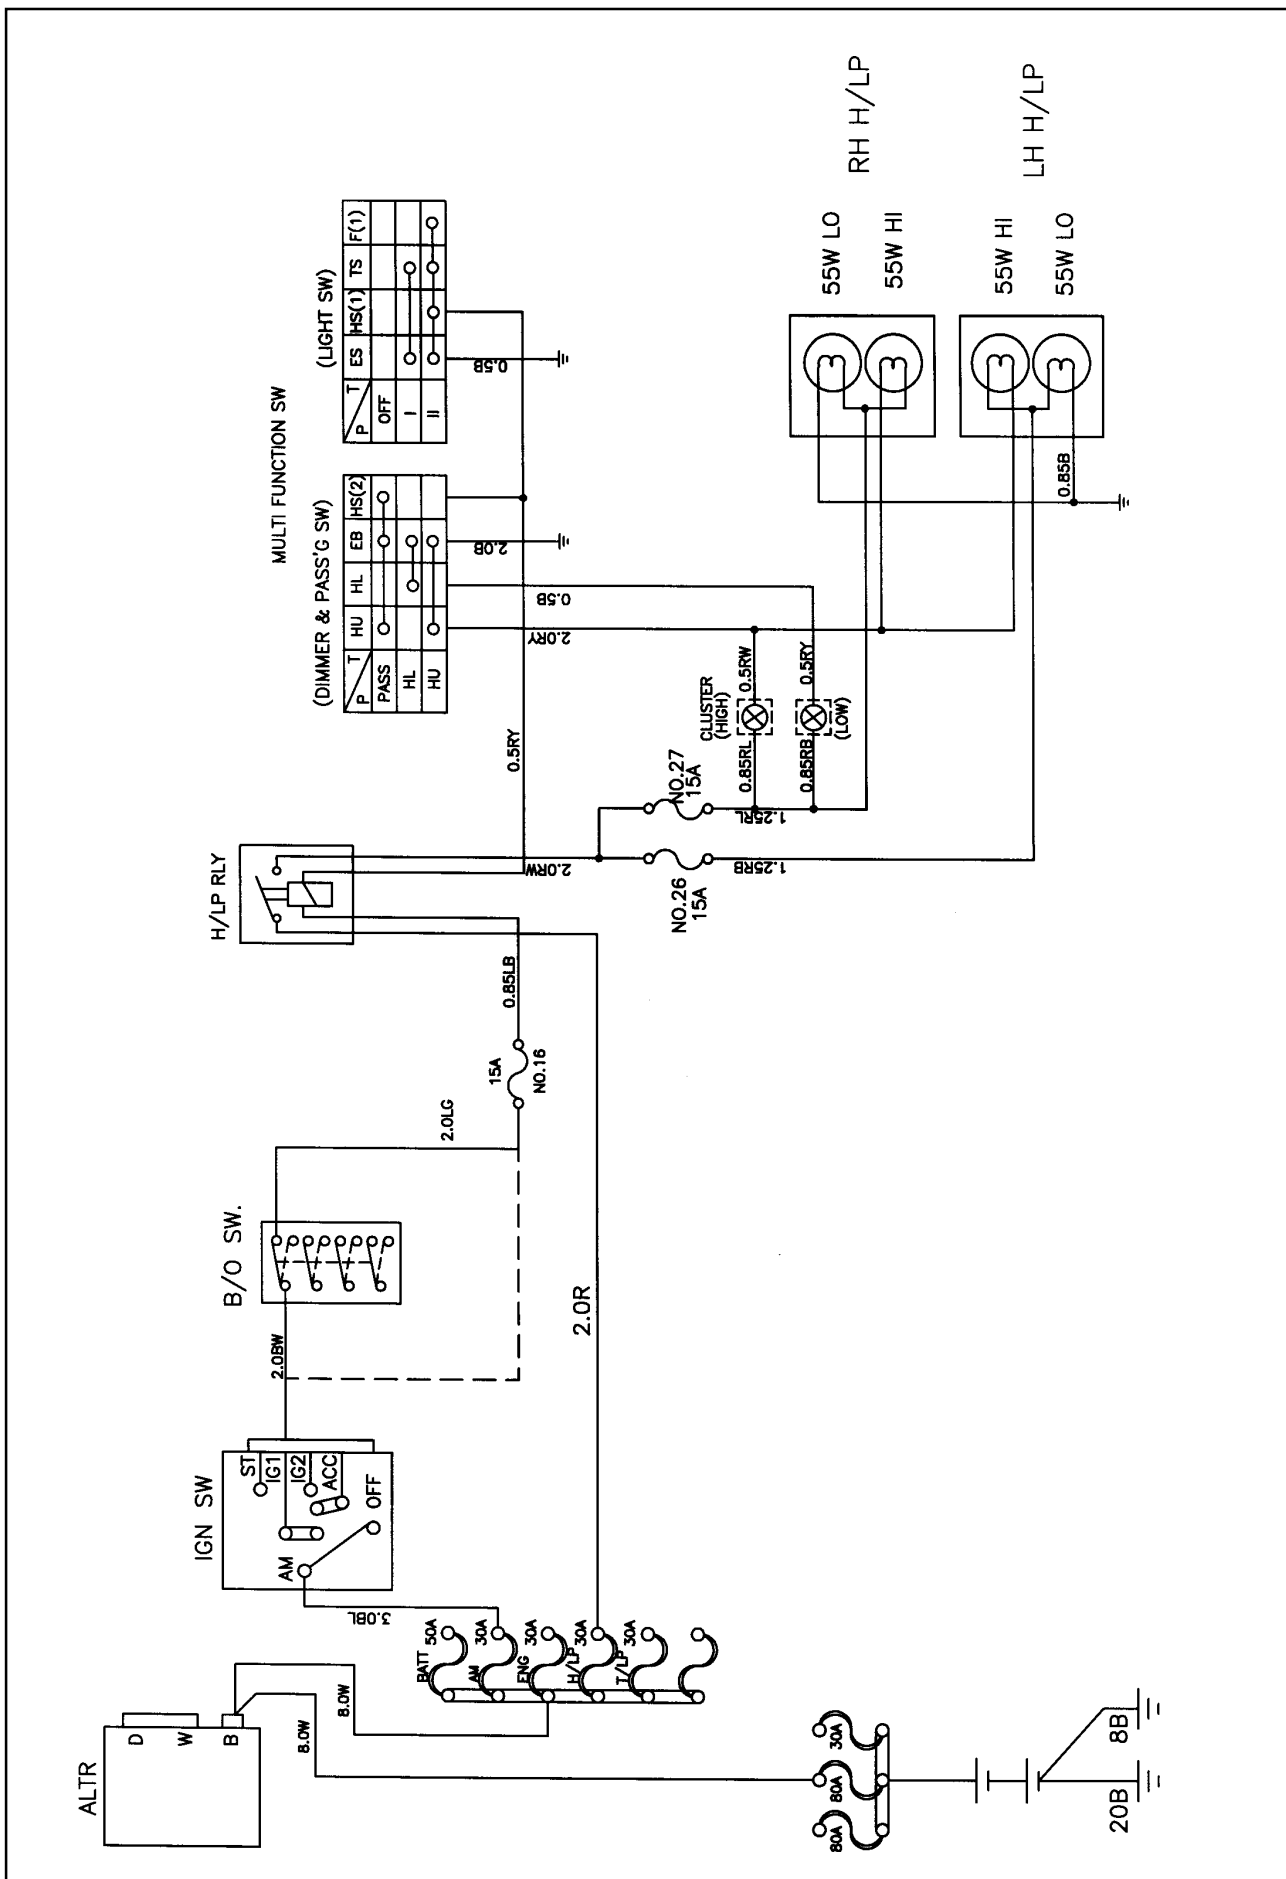 ALTR
D
W
B
8.0W
8.0W
IGN SW
ST
IG1
IG2
ACC
OFF
AM
3.0BL
BATT
50A
AM
30A
ENG
30A
H/LP
30A
T/LP
30A
80A
80A
30A
20B
8B
B/O SW.
2.0BW
2.0LG
15A
NO.16
0.85LB
2.0R
H/LP RLY
0.5RY
2.0RW
NO.27
15A
NO.26
15A
1.25RL
1.25RB
MULTI FUNCTION SW
(DIMMER & PASS'G SW)
P
T
HU
HL
EB
HS(2)
PASS
HL
HU
2.0RY
0.5B
2.0B
(LIGHT SW)
P
T
ES
HS(1)
TS
F(1)
OFF
I
II
0.5B
CLUSTER
(HIGH)
(LOW)
0.85RL
0.5RW
0.85RB
0.5RY
0.85B
55W LO
55W HI
RH H/LP
55W HI
55W LO
LH H/LP